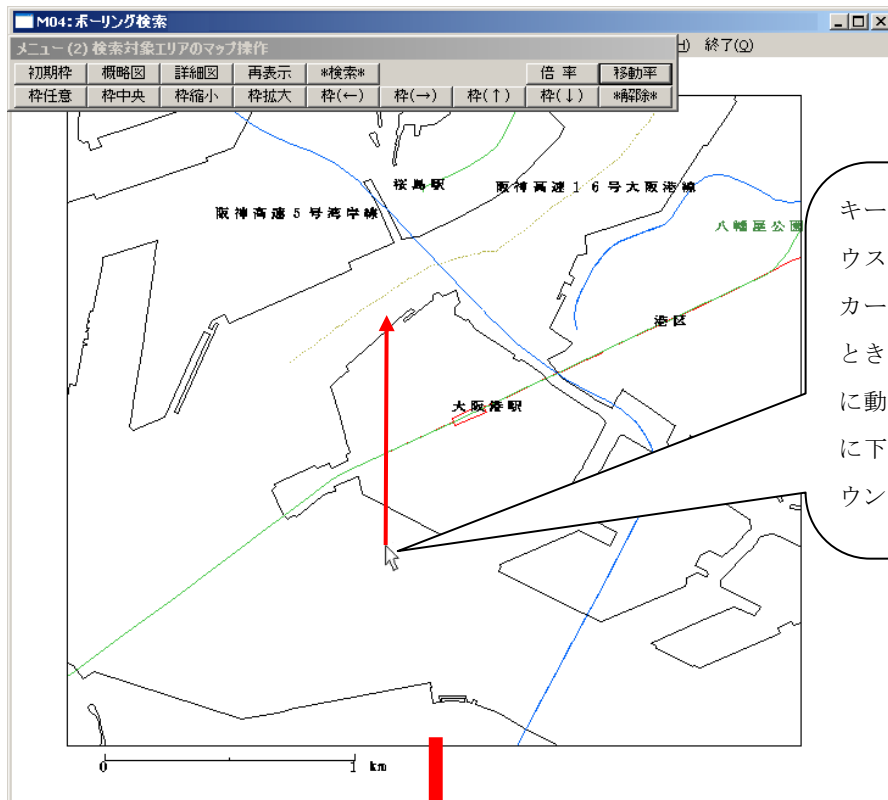 M04:ボーリング検索
メニュー(2)検索対象エリアのマップ操作
H) 終了(Q)
初期枠 概略図 詳細図 再表示 *検索* 倍率 移動率
枠任意 枠中央 枠縮小 枠拡大 枠(←) 枠(→) 枠(↑) 枠(↓) *解除*
桜島駅
阪神高速16号大阪港線
阪神高速5号湾岸線
八幡屋公園
港区
大阪港駅
キー
ウス
カー
とき
に動
に下
ウン
0 1 km